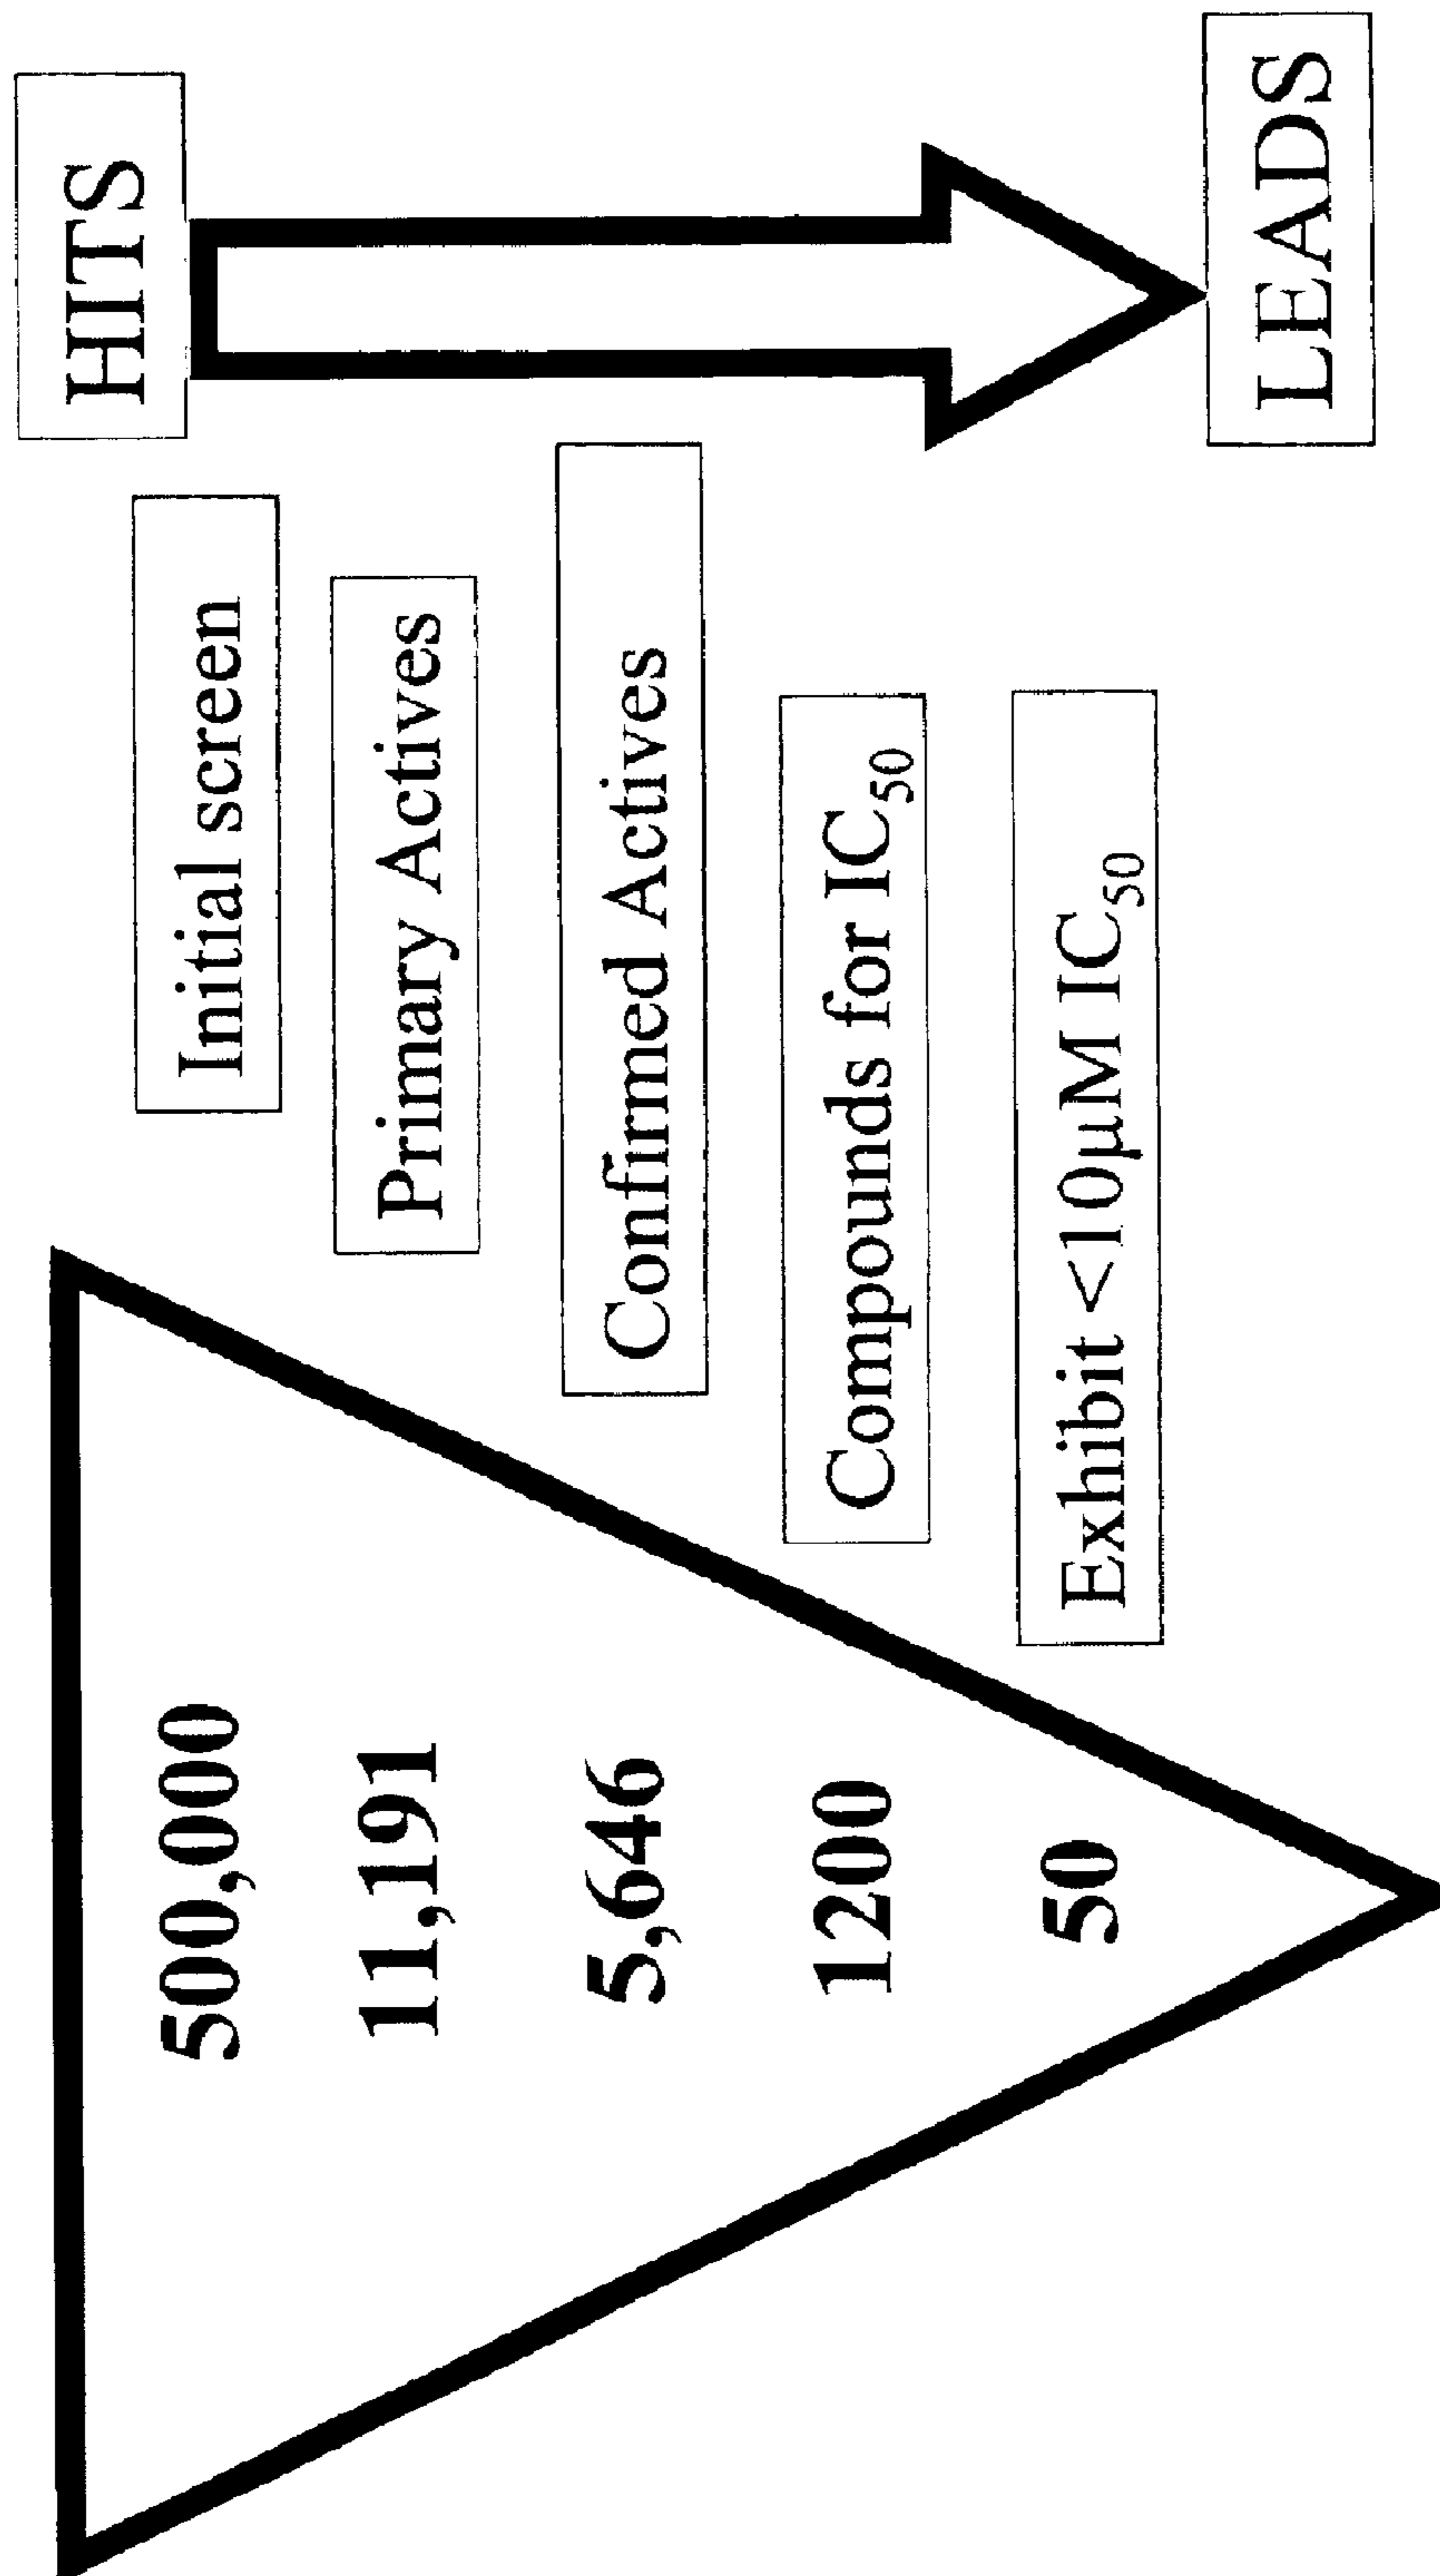 HITS
500,000
Initial screen
11,191
Primary Actives
5,646
Confirmed Actives
1200
Compounds for IC₅₀
50
Exhibit <10µM IC₅₀
LEADS